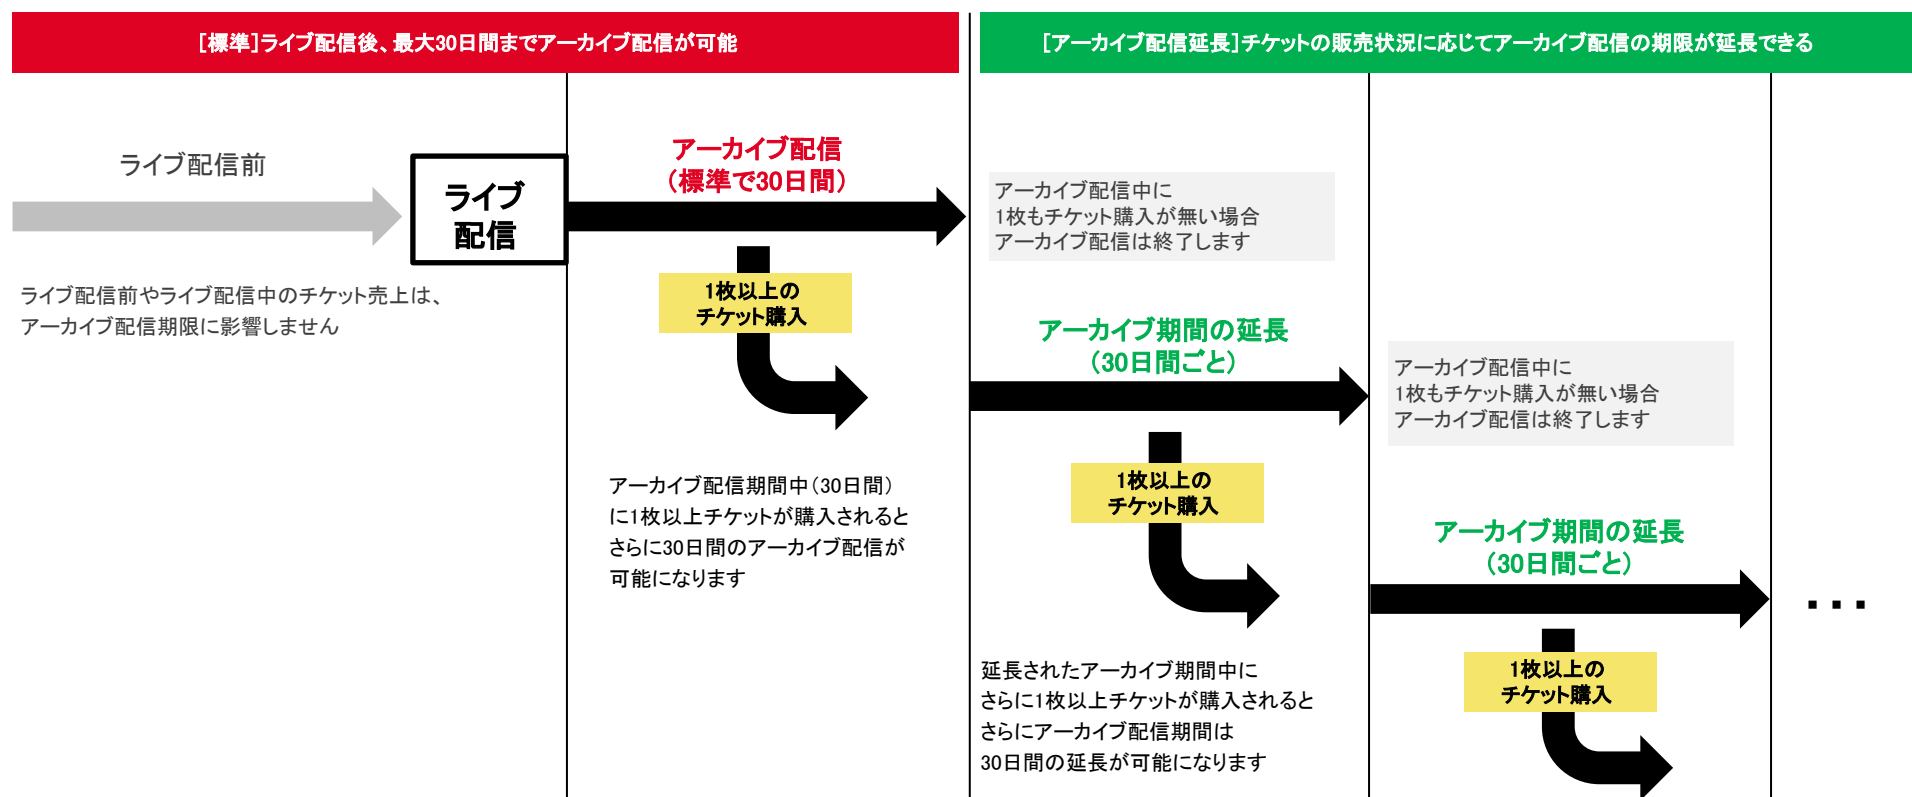 [標準]ライブ配信後、最大30日間までアーカイブ配信が可能
[アーカイブ配信延長]チケットの販売状況に応じてアーカイブ配信の期限が延長できる
ライブ配信前
ライブ
配信
ライブ配信前やライブ配信中のチケット売上は、
アーカイブ配信期限に影響しません
アーカイブ配信
(標準で30日間)
1枚以上の
チケット購入
アーカイブ配信期間中(30日間)
に1枚以上チケットが購入されると
さらに30日間のアーカイブ配信が
可能になります
アーカイブ配信中に
1枚もチケット購入が無い場合
アーカイブ配信は終了します
アーカイブ期間の延長
(30日間ごと)
1枚以上の
チケット購入
延長されたアーカイブ期間中に
さらに1枚以上チケットが購入されると
さらにアーカイブ配信期間は
30日間の延長が可能になります
アーカイブ配信中に
1枚もチケット購入が無い場合
アーカイブ配信は終了します
アーカイブ期間の延長
(30日間ごと)
1枚以上の
チケット購入
...